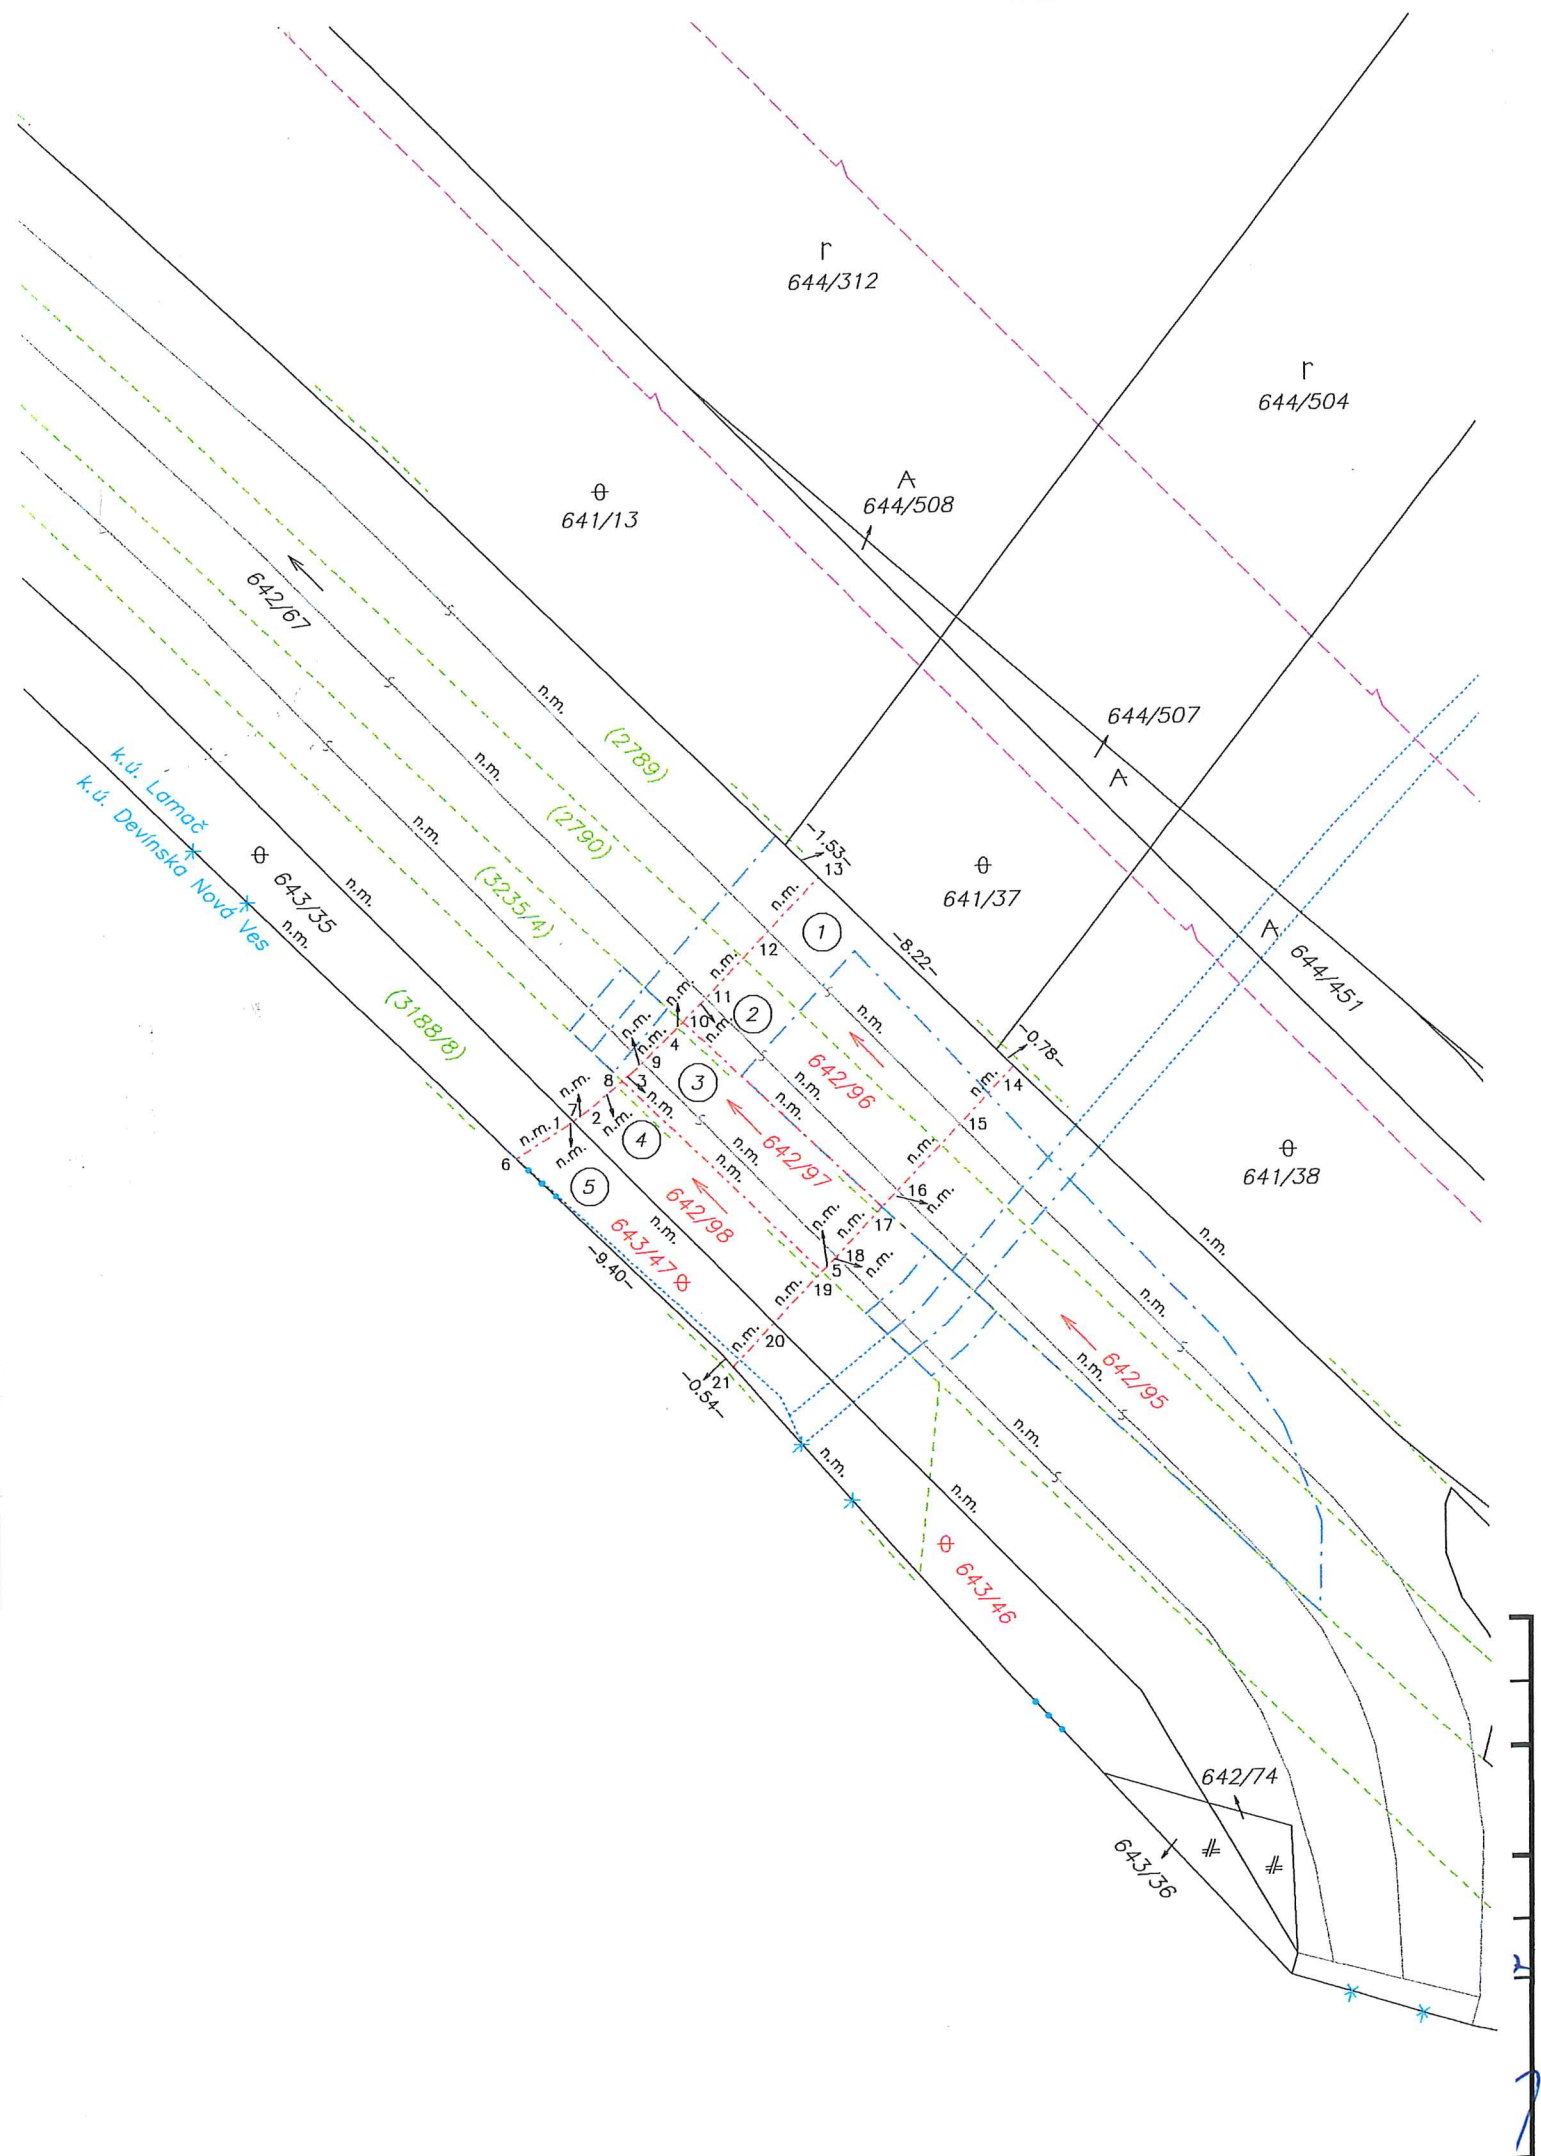 r
644/312
r
644/504
A
644/508
641/13
642/67
n.m.
(2789)
644/507
A
n.m.
(2790)
k.ú. Lamač
k.ú. Devínska Nová Ves
643/35
n.m.
(3235/4)
n.m.
n.m.
-1.53-
13
641/37
n.m.
1
-8.22-
A
644/451
12
n.m.
n.m.
11
2
n.m.
10
n.m.
n.m.
4
n.m.
9
(3188/8)
642/96
n.m.
-0.78-
14
n.m.
8
3
3
n.m.
n.m.
n.m.
7
2
n.m.
n.m.
1
n.m.
4
15
n.m.
641/38
642/97
n.m.
n.m.
6
5
642/98
16
n.m.
n.m.
n.m.
17
n.m.
643/47
n.m.
18
n.m.
5
19
n.m.
-9.40-
n.m.
20
n.m.
642/95
n.m.
21
-0.54-
n.m.
n.m.
n.m.
643/46
642/74
643/36